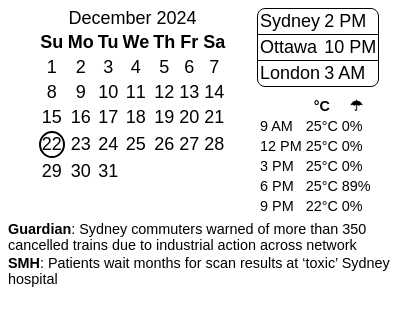 December 2024
Su Mo Tu We Th Fr Sa
1 2 3 4 5 6 7
8 9 10 11 12 13 14
15 16 17 18 19 20 21
22 23 24 25 26 27 28
29 30 31
Sydney 2 PM
Ottawa 10 PM
London 3 AM
°C ☂
9 AM 25°C 0%
12 PM 25°C 0%
3 PM 25°C 0%
6 PM 25°C 89%
9 PM 22°C 0%
Guardian: Sydney commuters warned of more than 350
cancelled trains due to industrial action across network
SMH: Patients wait months for scan results at ‘toxic’ Sydney
hospital